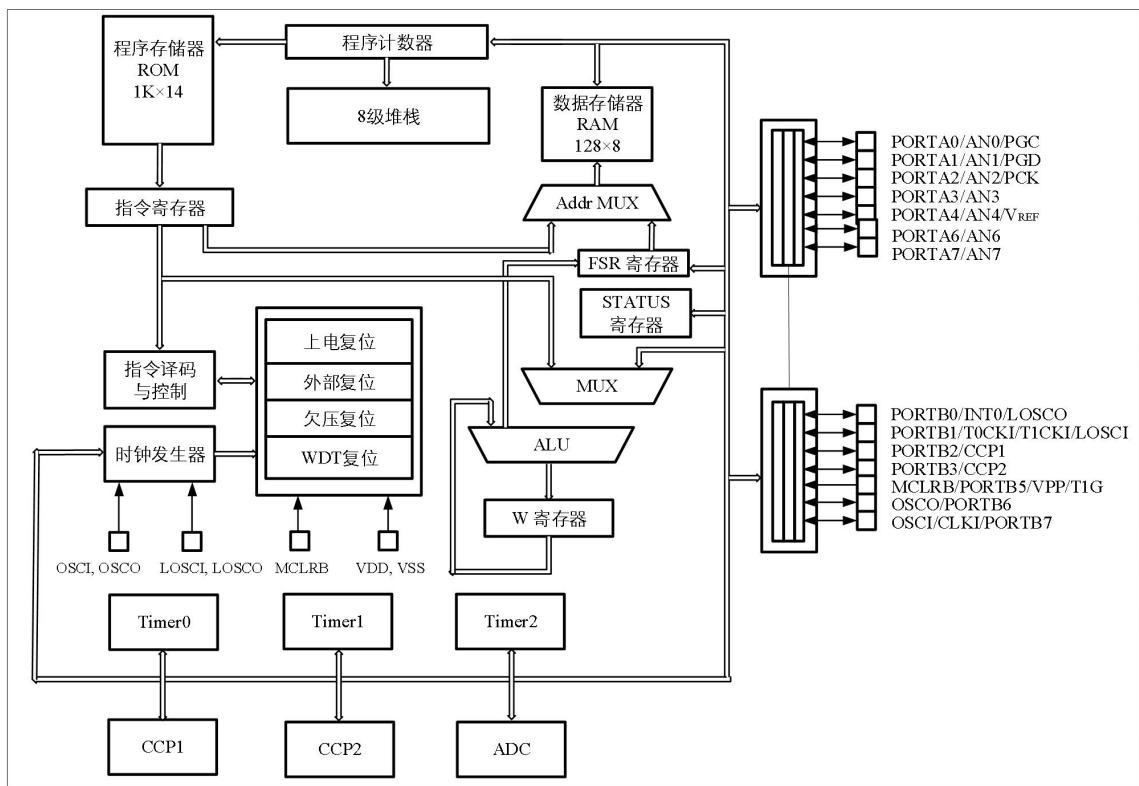 程序存储器
ROM
1K×14
程序计数器
8级堆栈
数据存储器
RAM
128×8
指令寄存器
Addr MUX
FSR 寄存器
STATUS
寄存器
指令译码
与控制
上电复位
外部复位
欠压复位
WDT复位
时钟发生器
MUX
ALU
W 寄存器
OSCI, OSCO
LOSCI, LOSCO
MCLRB
VDD, VSS
Timer0
Timer1
Timer2
CCP1
CCP2
ADC
PORTA0/AN0/PGC
PORTA1/AN1/PGD
PORTA2/AN2/PCK
PORTA3/AN3
PORTA4/AN4/VREF
PORTA6/AN6
PORTA7/AN7
PORTB0/INT0/LOSCO
PORTB1/T0CKI/T1CKI/LOSCI
PORTB2/CCP1
PORTB3/CCP2
MCLRB/PORTB5/VPP/T1G
OSCO/PORTB6
OSCI/CLKI/PORTB7